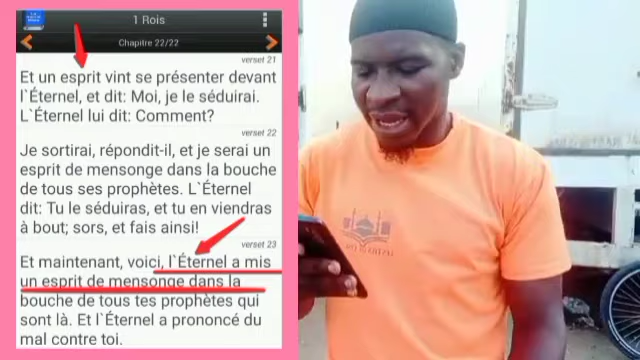 1 Rois
Chapitre 22/22
verset 21
Et un esprit vint se présenter devant
l`Éternel, et dit: Moi, je le séduirai.
L`Éternel lui dit: Comment?
verset 22
Je sortirai, répondit-il, et je serai un
esprit de mensonge dans la bouche
de tous ses prophètes. L`Éternel
dit: Tu le séduiras, et tu en viendras
à bout; sors, et fais ainsi!
verset 23
Et maintenant, voici, l`Éternel a mis
un esprit de mensonge dans la
bouche de tous tes prophètes qui
sont là. Et l`Éternel a prononcé du
mal contre toi.